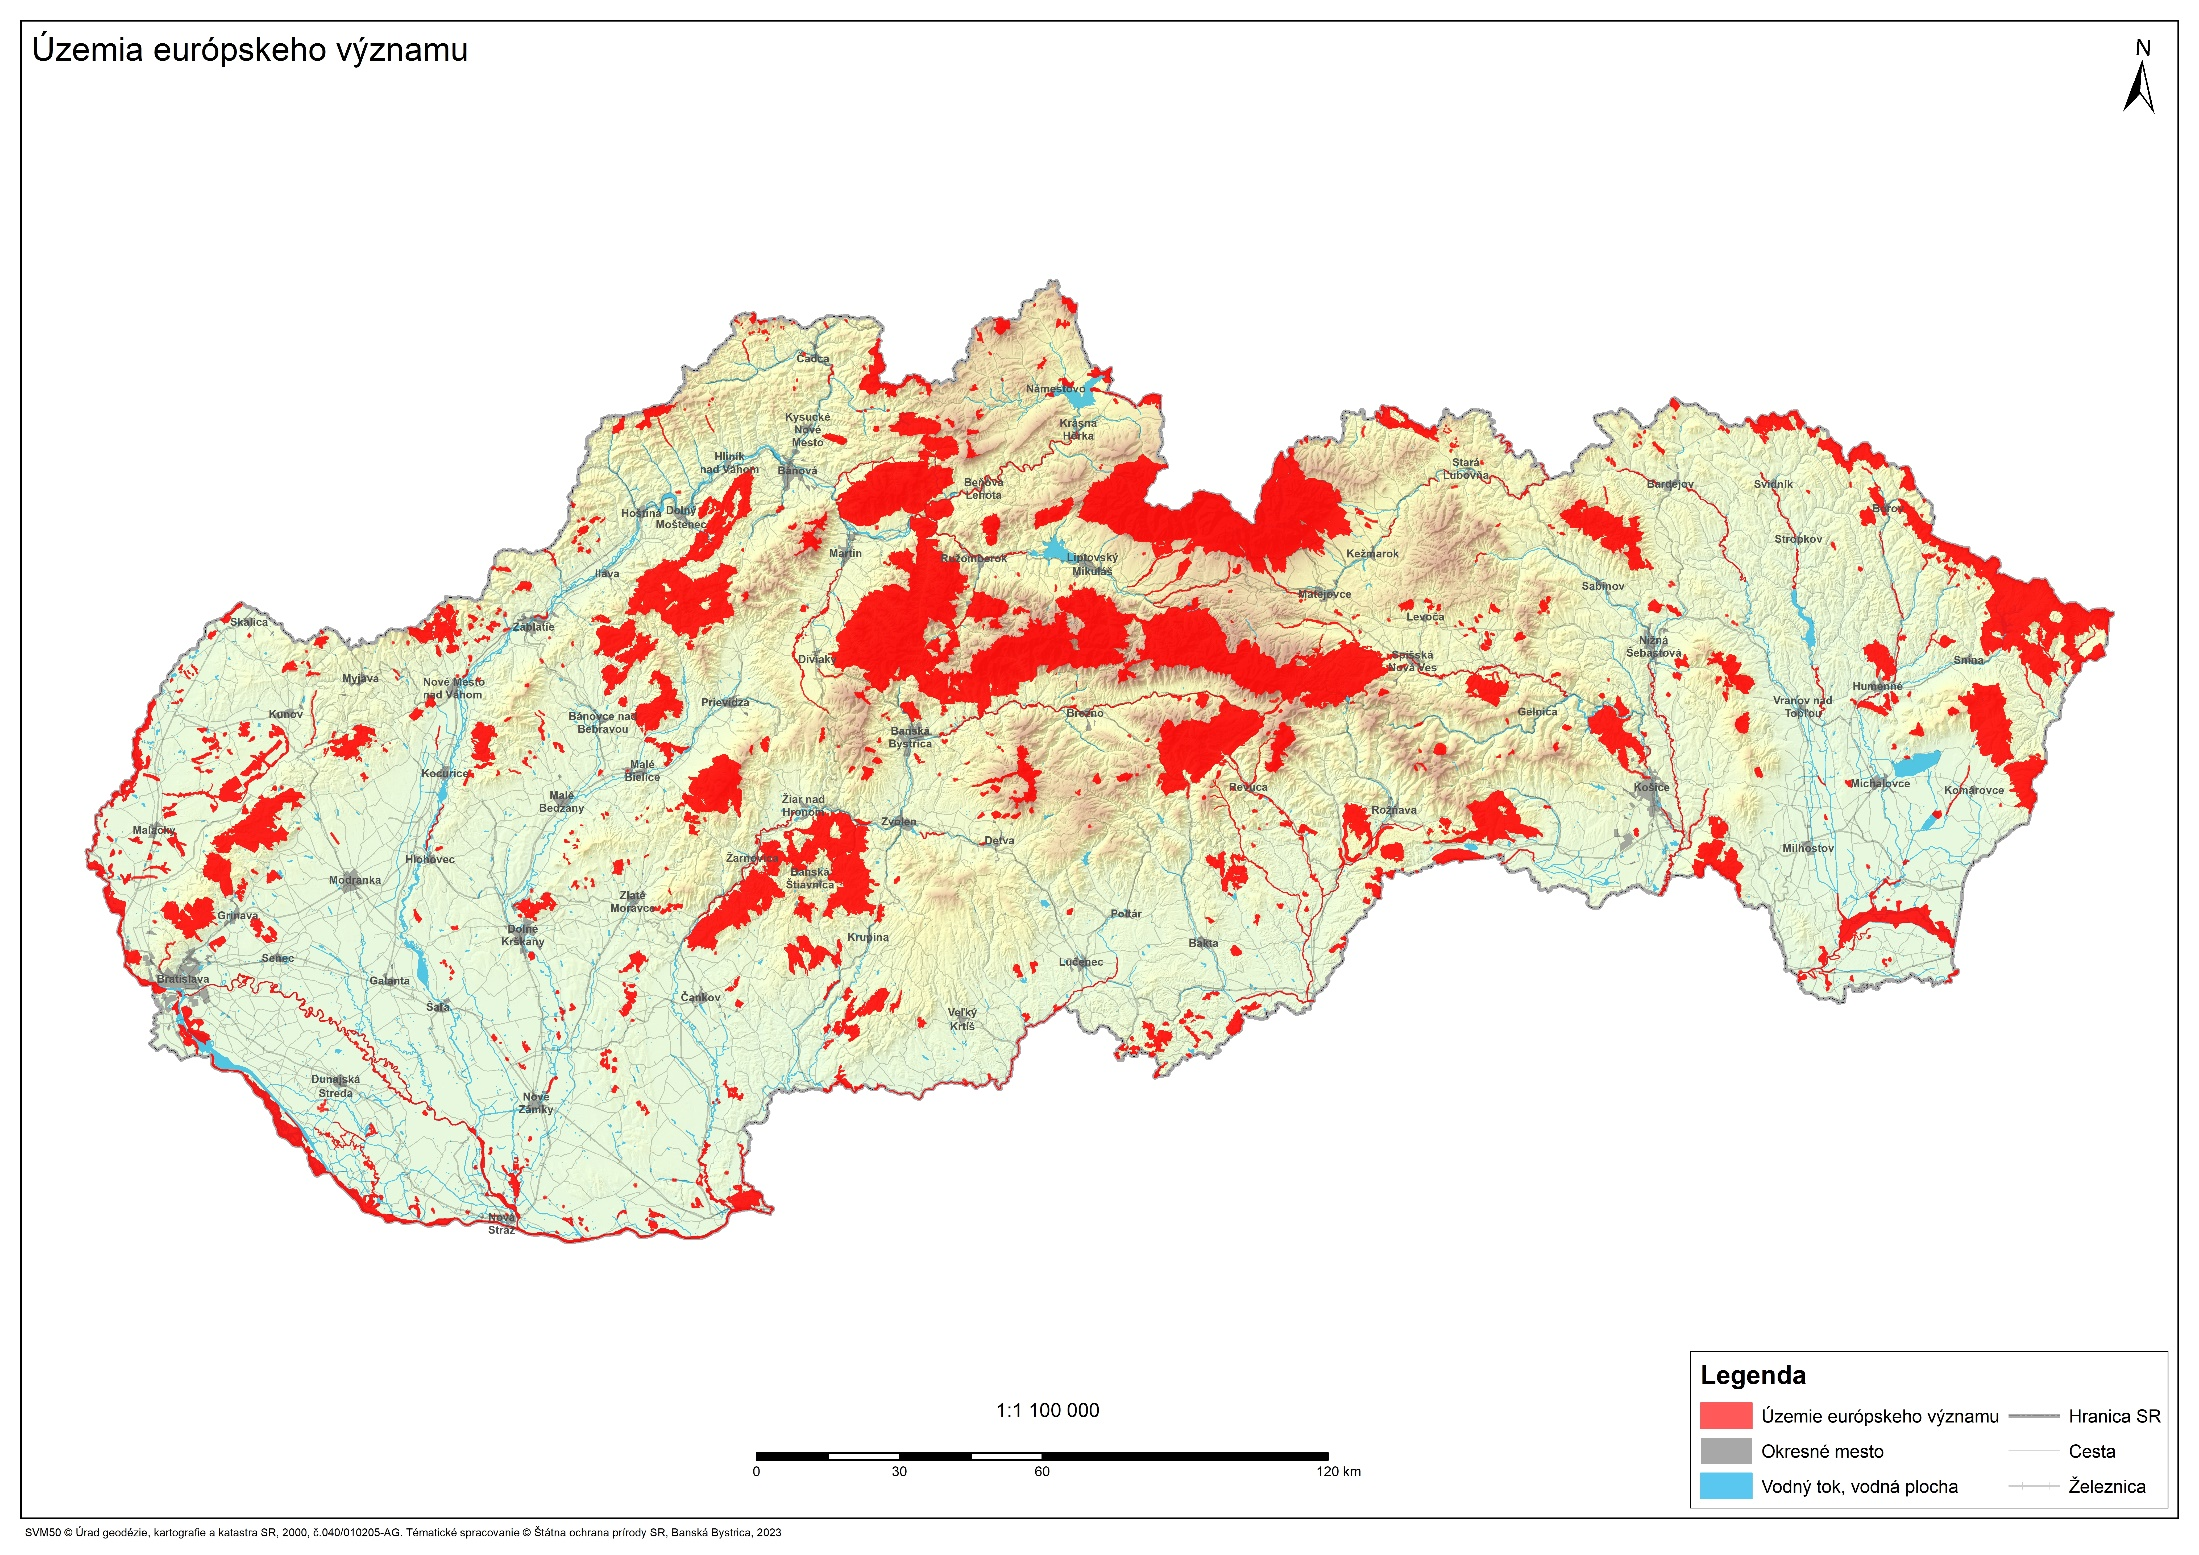 Územia európskeho významu
N
Čadca
Námestovo
Kysucké
Nové
Mesto
Krásna
Hôrka
Hliník
nad Váhom
Bánová
Stará
Ľubovňa
Beňova
Lehota
Bardejov
Svidník
Hoština
Dolný
Moštenec
Stropkov
Martin
Ružomberok
Liptovský
Mikuláš
Kežmarok
Ilava
Sabinov
Matejovce
Skalica
Záblatie
Levoča
Nižná
Šebastová
Diviaky
Spišská
Nová Ves
Snina
Myjava
Nové Mesto
nad Váhom
Humenné
Prievidza
Vranov nad
Topľou
Kunov
Bánovce nad
Bebravou
Brezno
Gelnica
Banská
Bystrica
Kocurice
Malé
Bielice
Michalovce
Komárovce
Revúca
Košice
Malé
Bedzany
Žiar nad
Hronom
Rožňava
Zvolen
Malacky
Detva
Milhostov
Hlohovec
Žarnovica
Modranka
Banská
Štiavnica
Zlaté
Moravce
Grinava
Poltár
Dolné
Krškany
Krupina
Bakta
Senec
Lučenec
Bratislava
Galanta
Šaľa
Čankov
Veľký
Krtíš
Dunajská
Streda
Nové
Zámky
Nová
Stráž
1:1 100 000
0 30 60 120 km
Legenda
Územie európskeho významu
Hranica SR
Okresné mesto
Cesta
Vodný tok, vodná plocha
Železnica
SVM50 © Úrad geodézie, kartografie a katastra SR, 2000, č.040/010205-AG. Tématické spracovanie © Štátna ochrana prírody SR, Banská Bystrica, 2023